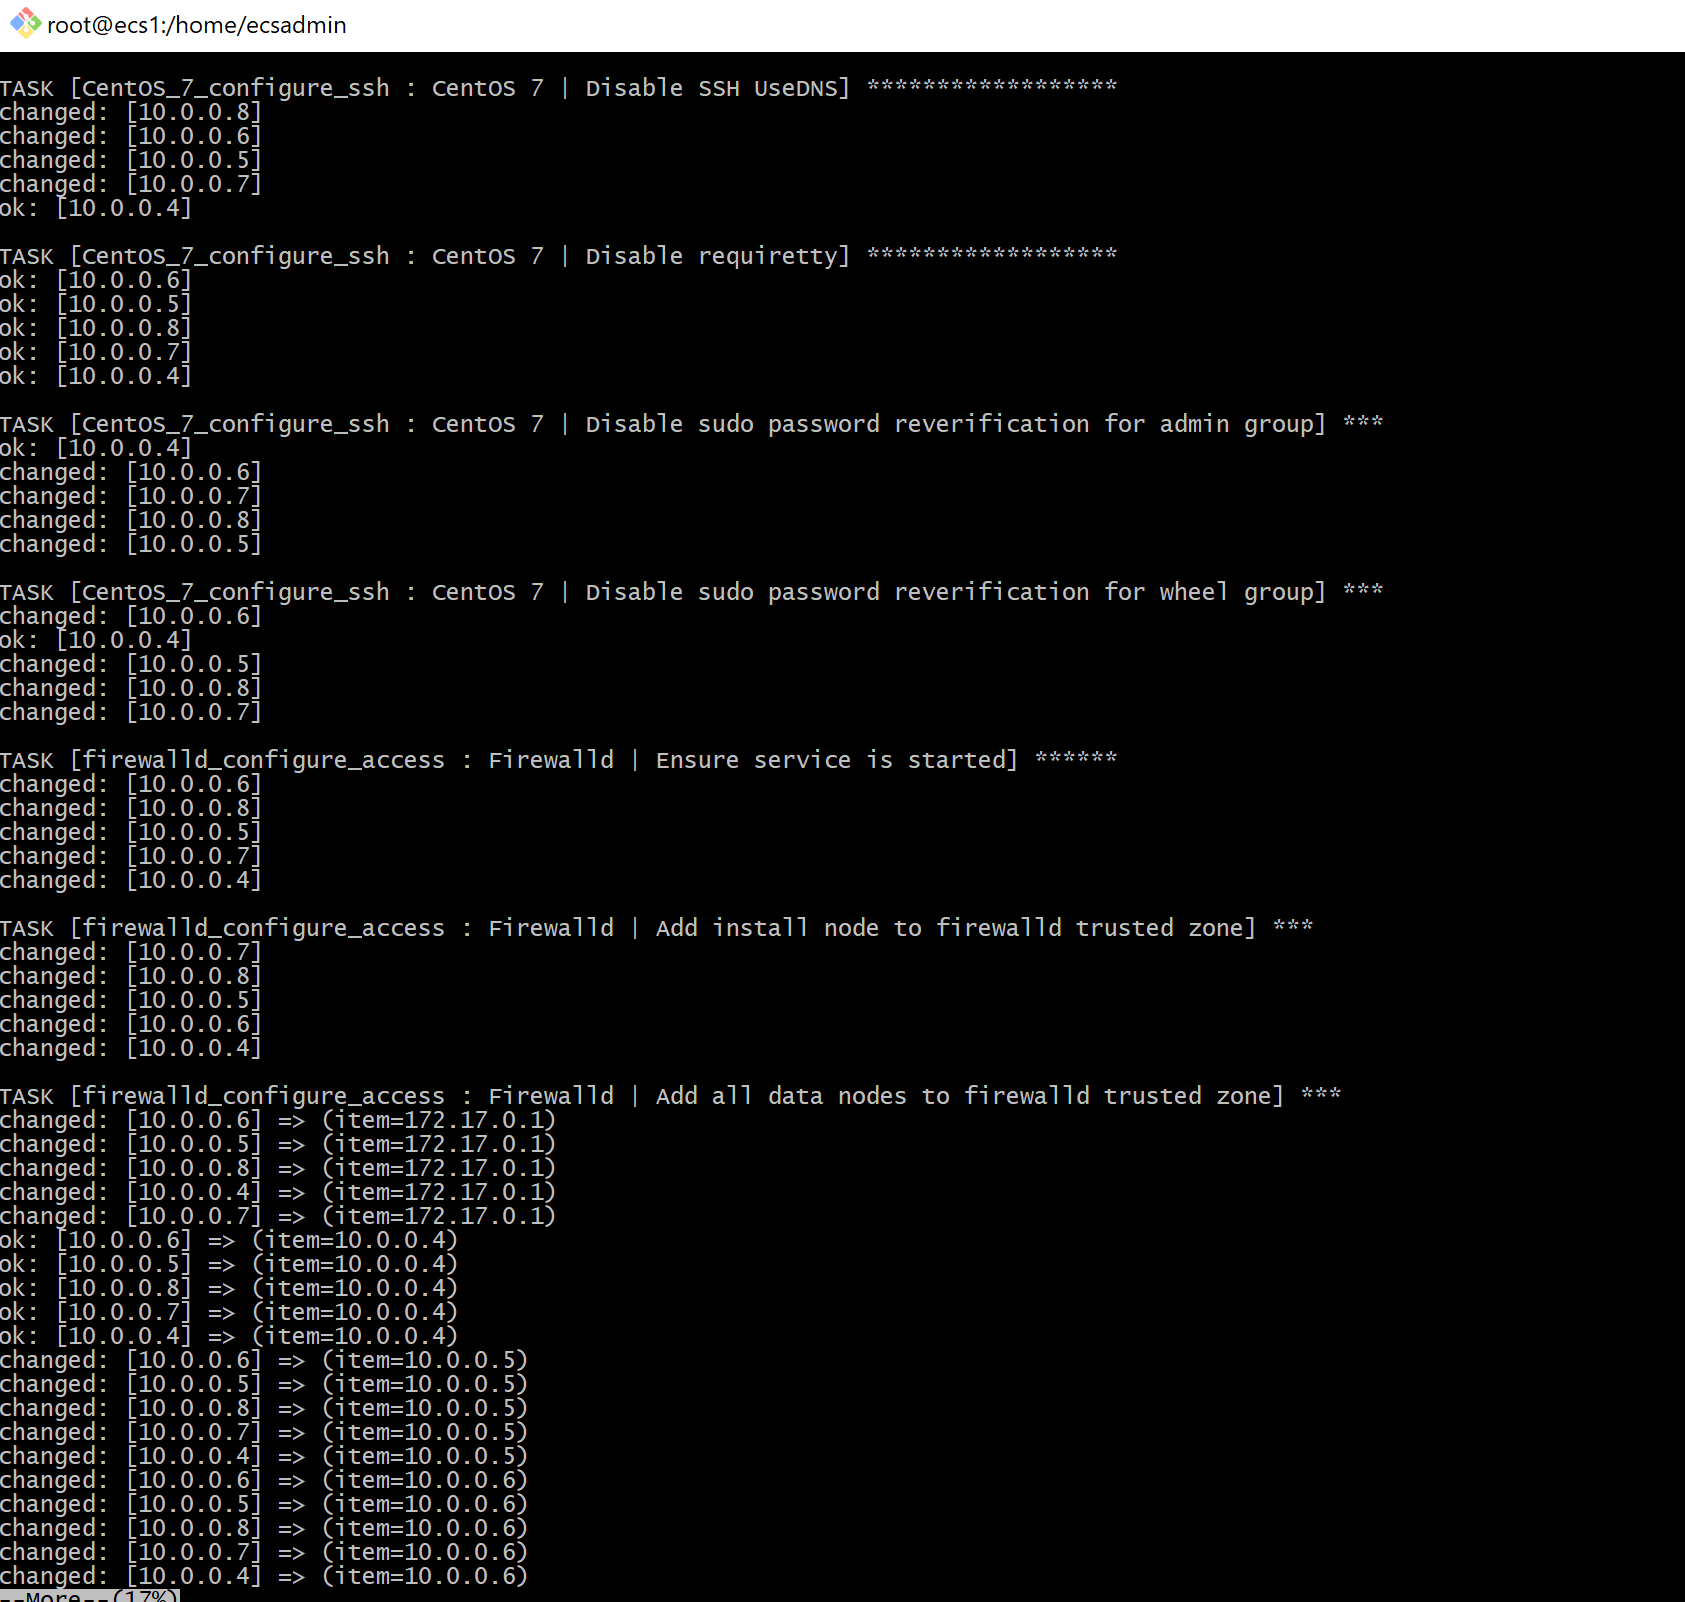 root@ecs1:/home/ecsadmin
TASK [CentOS_7_configure_ssh : CentOS 7 | Disable SSH UseDNS] ******************
changed: [10.0.0.8]
changed: [10.0.0.6]
changed: [10.0.0.5]
changed: [10.0.0.7]
ok: [10.0.0.4]
TASK [CentOS_7_configure_ssh : CentOS 7 | Disable requiretty] ******************
ok: [10.0.0.6]
ok: [10.0.0.5]
ok: [10.0.0.8]
ok: [10.0.0.7]
ok: [10.0.0.4]
TASK [CentOS_7_configure_ssh : CentOS 7 | Disable sudo password reverification for admin group] ***
ok: [10.0.0.4]
changed: [10.0.0.6]
changed: [10.0.0.7]
changed: [10.0.0.8]
changed: [10.0.0.5]
TASK [CentOS_7_configure_ssh : CentOS 7 | Disable sudo password reverification for wheel group] ***
changed: [10.0.0.6]
ok: [10.0.0.4]
changed: [10.0.0.5]
changed: [10.0.0.8]
changed: [10.0.0.7]
TASK [firewalld_configure_access : Firewalld | Ensure service is started] ******
changed: [10.0.0.6]
changed: [10.0.0.8]
changed: [10.0.0.5]
changed: [10.0.0.7]
changed: [10.0.0.4]
TASK [firewalld_configure_access : Firewalld | Add install node to firewalld trusted zone] ***
changed: [10.0.0.7]
changed: [10.0.0.8]
changed: [10.0.0.5]
changed: [10.0.0.6]
changed: [10.0.0.4]
TASK [firewalld_configure_access : Firewalld | Add all data nodes to firewalld trusted zone] ***
changed: [10.0.0.6] => (item=172.17.0.1)
changed: [10.0.0.5] => (item=172.17.0.1)
changed: [10.0.0.8] => (item=172.17.0.1)
changed: [10.0.0.4] => (item=172.17.0.1)
changed: [10.0.0.7] => (item=172.17.0.1)
ok: [10.0.0.6] => (item=10.0.0.4)
ok: [10.0.0.5] => (item=10.0.0.4)
ok: [10.0.0.8] => (item=10.0.0.4)
ok: [10.0.0.7] => (item=10.0.0.4)
ok: [10.0.0.4] => (item=10.0.0.4)
changed: [10.0.0.6] => (item=10.0.0.5)
changed: [10.0.0.5] => (item=10.0.0.5)
changed: [10.0.0.8] => (item=10.0.0.5)
changed: [10.0.0.7] => (item=10.0.0.5)
changed: [10.0.0.4] => (item=10.0.0.5)
changed: [10.0.0.6] => (item=10.0.0.6)
changed: [10.0.0.5] => (item=10.0.0.6)
changed: [10.0.0.8] => (item=10.0.0.6)
changed: [10.0.0.7] => (item=10.0.0.6)
changed: [10.0.0.4] => (item=10.0.0.6)
--More--(17%)